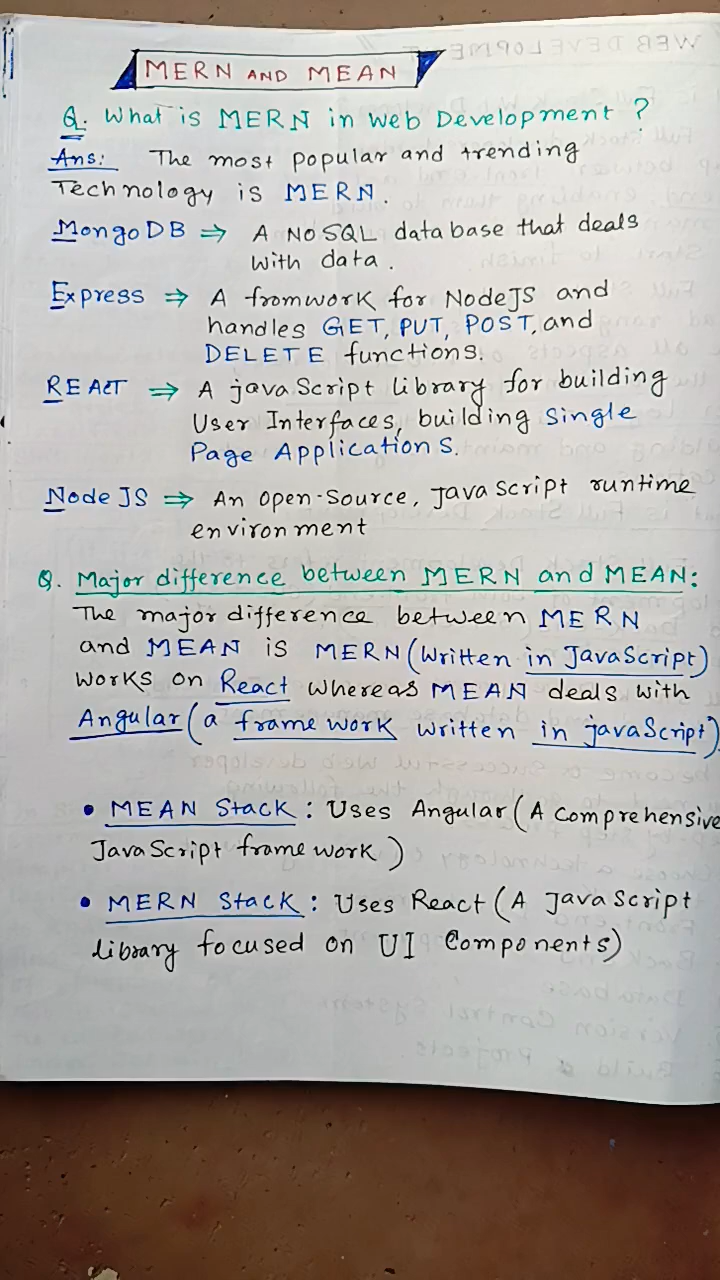 MERN AND MEAN
Q. What is MERN in Web Development ?
Ans: The most popular and trending
Technology is MERN.
MongoDB ⇒ A NOSQL database that deals
with data.
Express ⇒ A fromwork for NodeJS and
handles GET, PUT, POST, and
DELETE functions.
REACT ⇒ A javaScript library for building
User Interfaces, building Single
Page Applications.
Node JS ⇒ An open-source, JavaScript runtime
environment
Q. Major difference between MERN and MEAN:
The major difference between MERN
and MEAN is MERN (Written in JavaScript)
works on React whereas MEAN deals with
Angular (a frame work written in javaScript)
• MEAN Stack : Uses Angular (A Comprehensive
JavaScript frame work)
• MERN Stack : Uses React (A JavaScript
library focused on UI Components)